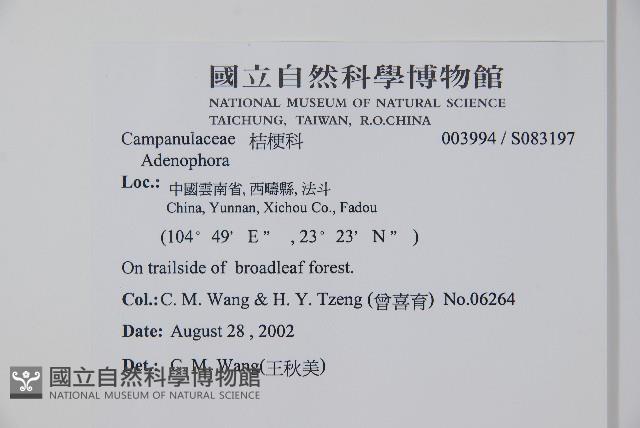 國立自然科學博物館
NATIONAL MUSEUM OF NATURAL SCIENCE
TAICHUNG, TAIWAN, R.O.CHINA
Campanulaceae 桔梗科 003994 / S083197
Adenophora
Loc.: 中國雲南省, 西疇縣, 法斗
China, Yunnan, Xichou Co., Fadou
(104° 49’ E ” , 23° 23’ N ” )
On trailside of broadleaf forest.
Col.: C. M. Wang & H. Y. Tzeng (曾喜育) No.06264
Date: August 28 , 2002
Det.: C. M. Wang(王秋美)
國立自然科學博物館
NATIONAL MUSEUM OF NATURAL SCIENCE